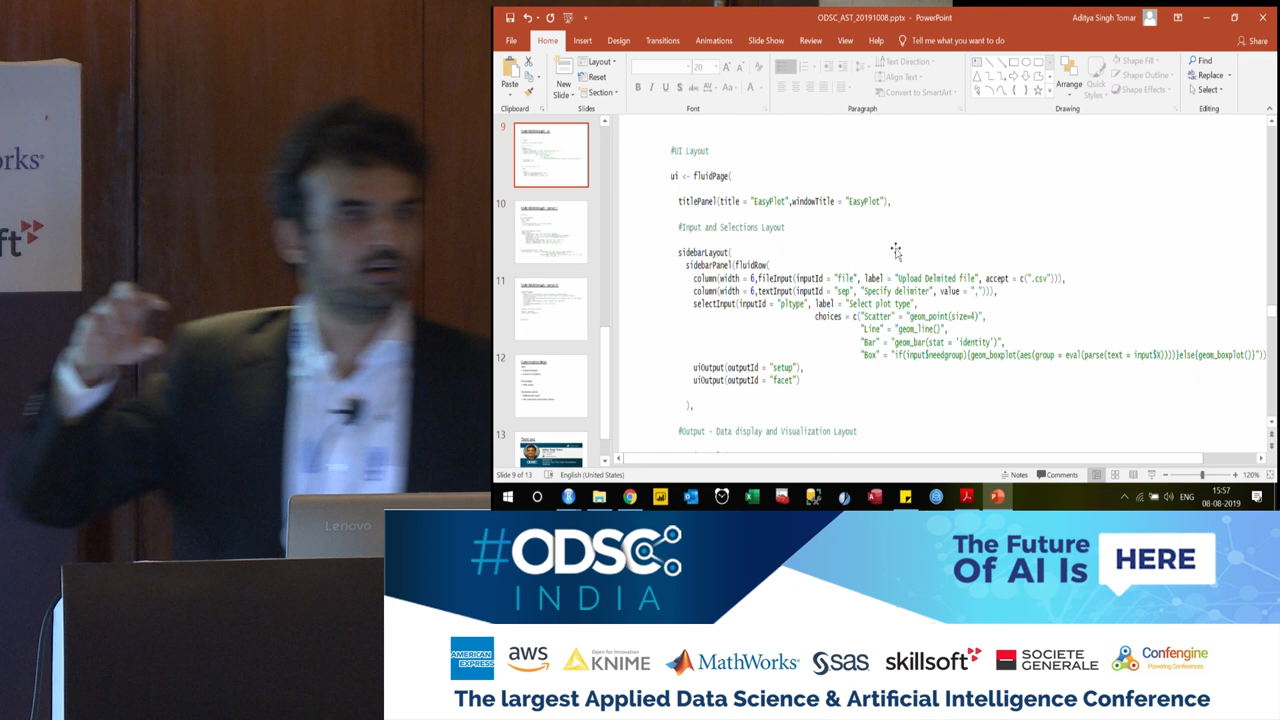 ODSC_AST_20191008.pptx - PowerPoint
Aditya Singh Tomar
File Home Insert Design Transitions Animations Slide Show Review View Help Tell me what you want to do Share
Paste
Clipboard
New Slide
Layout
Reset
Section
Slides
20
Font
Text Direction
Align Text
Convert to SmartArt
Paragraph
Arrange
Quick Styles
Shape Fill
Shape Outline
Shape Effects
Drawing
Find
Replace
Select
Editing
9
10
11
12
13
#UI Layout
ui <- fluidPage(
titlePanel(title = "EasyPlot",windowTitle = "EasyPlot"),
#Input and Selections Layout
sidebarLayout(
sidebarPanel(fluidRow(
column(width = 6,fileInput(inputId = "file", label = "Upload Delmited file", accept = c(".csv"))),
column(width = 6,textInput(inputId = "sep", "Specify delimiter", value = ","))),
selectInput(inputId = "pltype", label = "Select plot type",
choices = c("Scatter" = "geom_point(size=4)",
"Line" = "geom_line()",
"Bar" = "geom_bar(stat = 'identity')",
"Box" = "if(input$needgroup){geom_boxplot(aes(group = eval(parse(text = input$X))))}else{geom_boxplot()}"))
uiOutput(outputId = "setup"),
uiOutput(outputId = "facet")
),
#Output - Data display and Visualization Layout
Slide 9 of 13
English (United States)
Notes
Comments
120%
ENG
15:57
08-08-2019
Lenovo
#ODSC
INDIA
The Future
Of AI Is
HERE
AMERICAN
EXPRESS
aws
Open for Innovation
KNIME
MathWorks®
sas
skillsoft
SOCIETE
GENERALE
Confengine
Powering Conferences
The largest Applied Data Science & Artificial Intelligence Conference